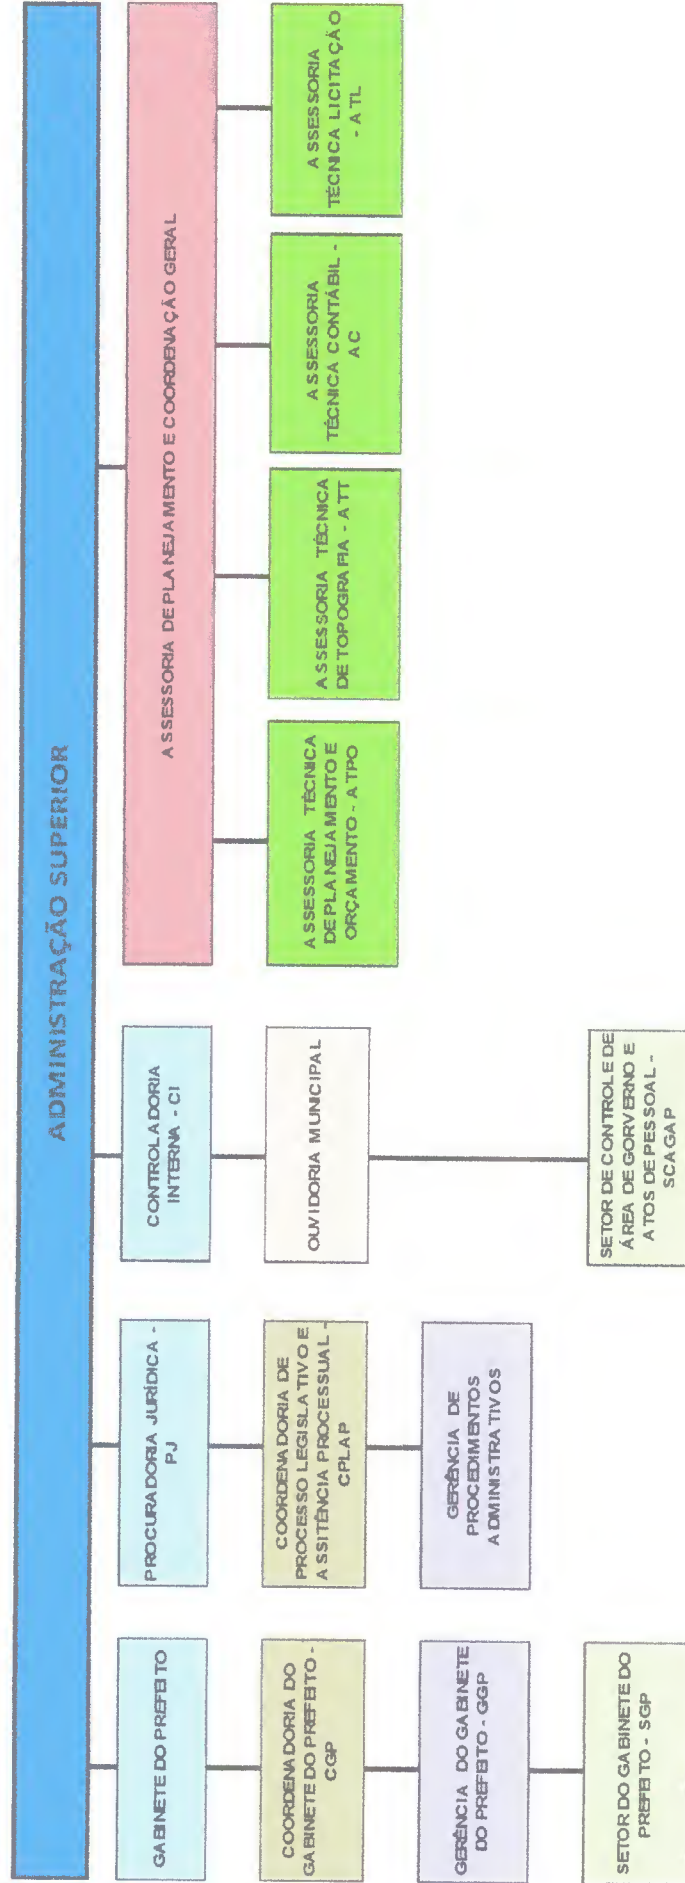 ADMINISTRAÇÃO SUPERIOR
GABINETE DO PREFEITO
COORDENADORIA DO
GABINETE DO PREFEITO -
CGP
GERÊNCIA DO GABINETE
DO PREFEITO - GGP
SETOR DO GABINETE DO
PREFEITO - SGP
PROCURADORIA JURÍDICA -
PJ
COORDENADORIA DE
PROCESSO LEGISLATIVO E
ASSITÊNCIA PROCESSUAL -
CPLAP
GERÊNCIA DE
PROCEDIMENTOS
ADMINISTRATIVOS
CONTROLADORIA
INTERNA - CI
OUVIDORIA MUNICIPAL
SETOR DE CONTROLE DE
ÁREA DE GORVERNO E
ATOS DE PESSOAL -
SCAGAP
ASSESSORIA DE PLANEJAMENTO E COORDENAÇÃO GERAL
ASSESSORIA TÉCNICA
DE PLANEJAMENTO E
ORÇAMENTO - ATPO
ASSESSORIA TÉCNICA
DE TOPOGRAFIA - ATT
ASSESSORIA
TÉCNICA CONTÁBIL -
AC
ASSESSORIA
TÉCNICA LICITAÇÃO
- ATL